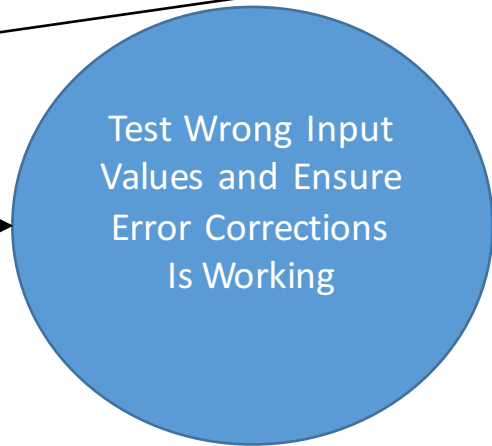 Test Wrong Input
Values and Ensure
Error Corrections
Is Working